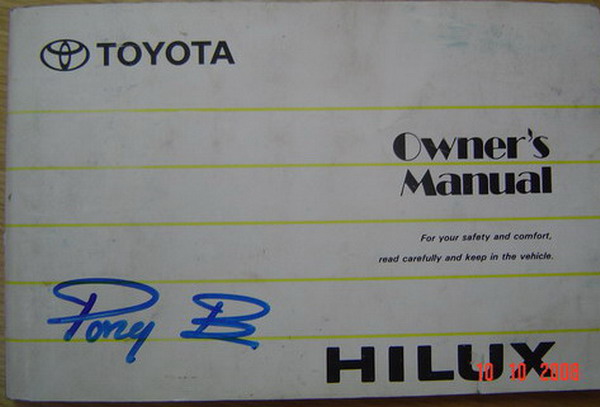 TOYOTA
Owner's
Manual
For your safety and comfort,
read carefully and keep in the vehicle.
Pony B
HILUX
10 10 2008